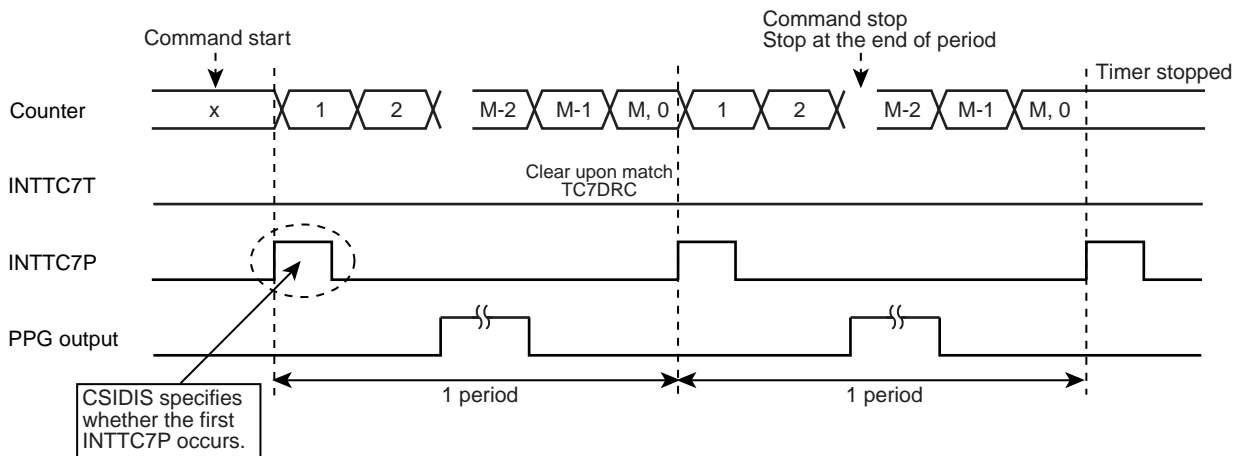 Command start
Command stop
Stop at the end of period
Timer stopped
Counter
x
1
2
M-2
M-1
M, 0
1
2
M-2
M-1
M, 0
INTTC7T
Clear upon match
TC7DRC
INTTC7P
PPG output
CSIDIS specifies
whether the first
INTTC7P occurs.
1 period
1 period